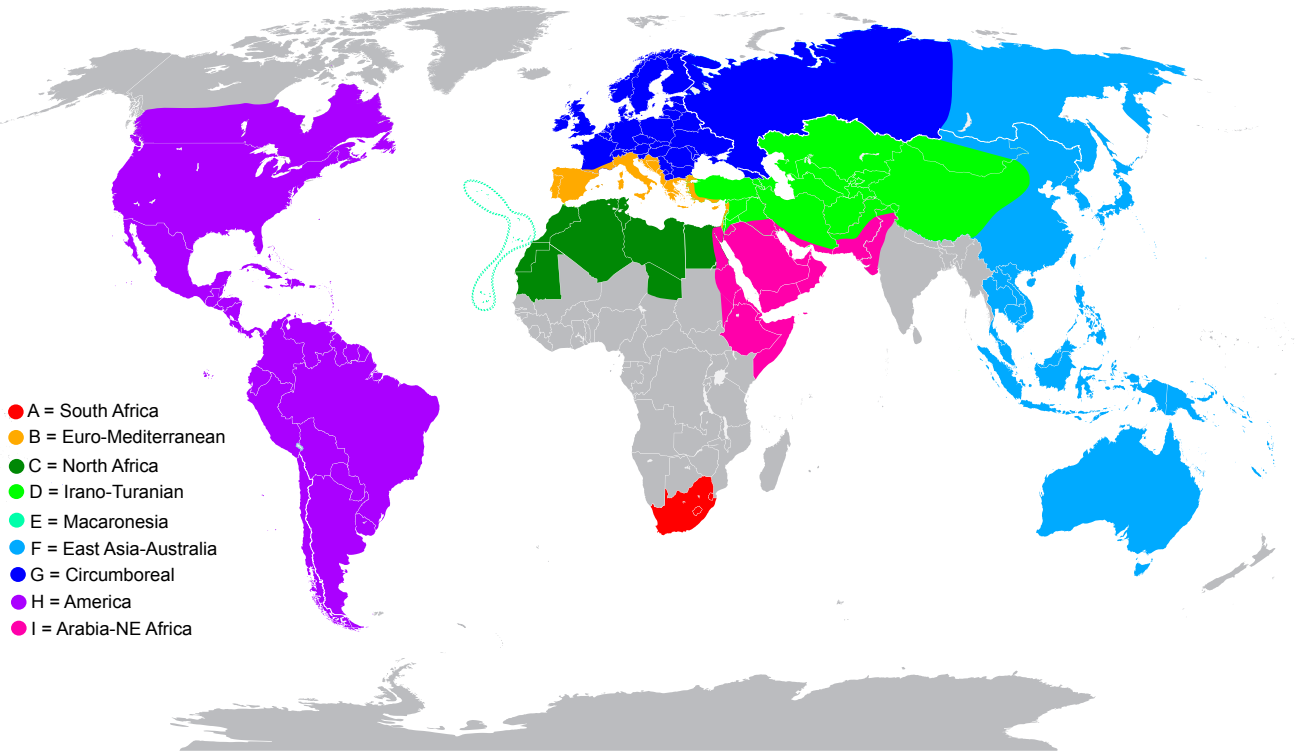 A = South Africa
B = Euro-Mediterranean
C = North Africa
D = Irano-Turanian
E = Macaronesia
F = East Asia-Australia
G = Circumboreal
H = America
I = Arabia-NE Africa